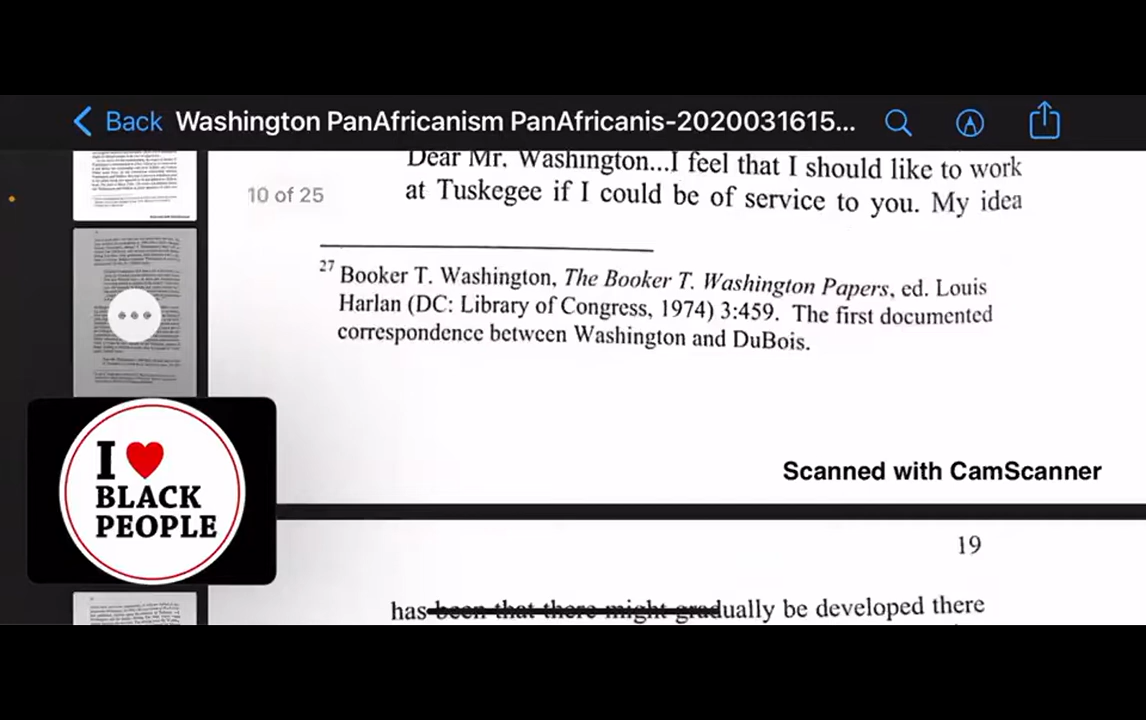 Back Washington PanAfricanism PanAfricanis-2020031615...
Dear Mr. Washington...I feel that I should like to work
10 of 25
at Tuskegee if I could be of service to you. My idea
27 Booker T. Washington, The Booker T. Washington Papers, ed. Louis
Harlan (DC: Library of Congress, 1974) 3:459. The first documented
correspondence between Washington and DuBois.
I ❤ BLACK PEOPLE
Scanned with CamScanner
19
has been that there might gradually be developed there